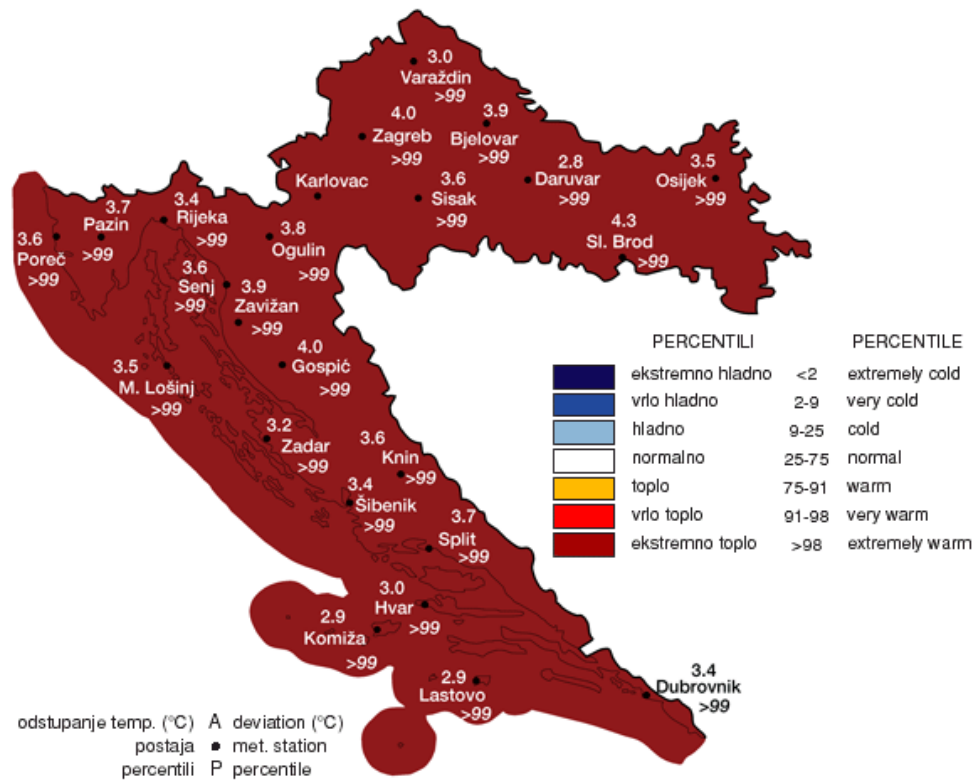 3.0
Varaždin
>99
4.0
Zagreb
>99
3.9
Bjelovar
>99
2.8
Daruvar
>99
3.5
Osijek
>99
Karlovac
3.6
Sisak
>99
4.3
Sl. Brod
>99
3.6
Poreč
>99
3.7
Pazin
>99
3.4
Rijeka
>99
3.8
Ogulin
>99
3.6
Senj
>99
3.9
Zavižan
>99
4.0
Gospić
>99
3.5
M. Lošinj
>99
3.2
Zadar
>99
3.6
Knin
>99
3.4
Šibenik
>99
3.7
Split
>99
3.0
Hvar
>99
2.9
Komiža
>99
2.9
Lastovo
>99
3.4
Dubrovnik
>99
PERCENTILI PERCENTILE
ekstremno hladno <2 extremely cold
vrlo hladno 2-9 very cold
hladno 9-25 cold
normalno 25-75 normal
toplo 75-91 warm
vrlo toplo 91-98 very warm
ekstremno toplo >98 extremely warm
odstupanje temp. (°C) A deviation (°C)
postaja met. station
percentili P percentile